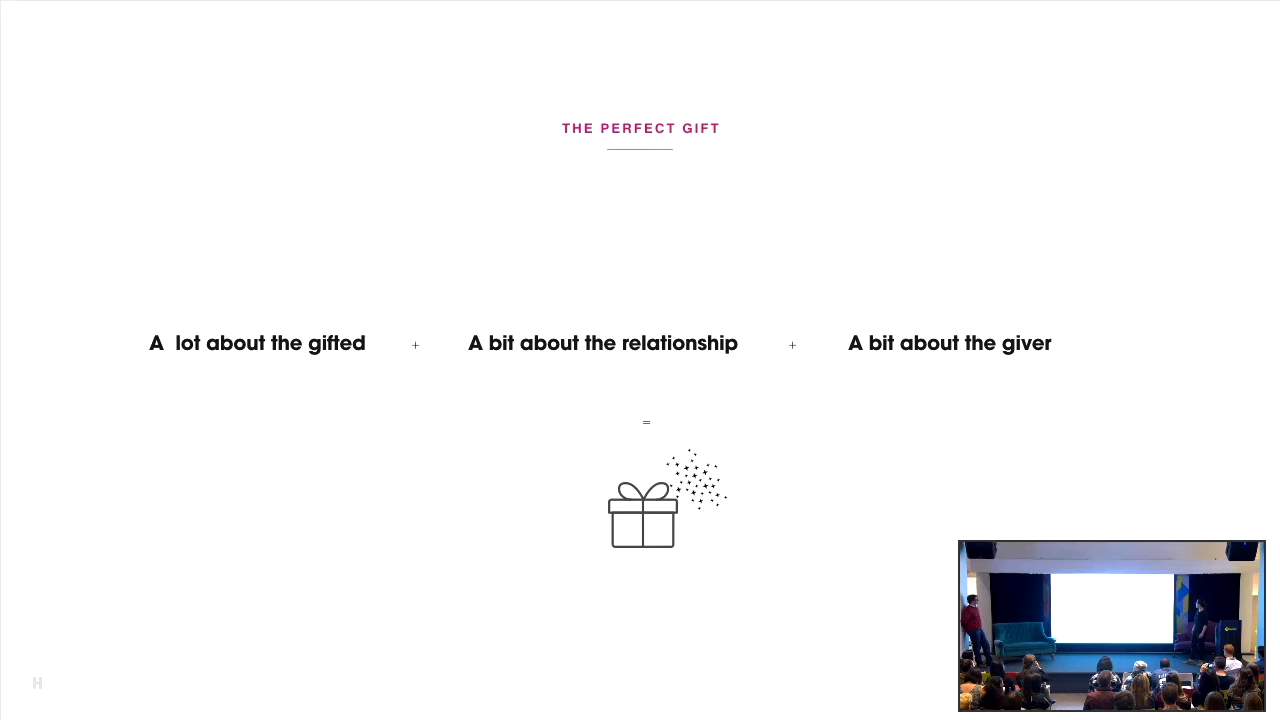 THE PERFECT GIFT
A  lot about the gifted + A bit about the relationship + A bit about the giver
=
H